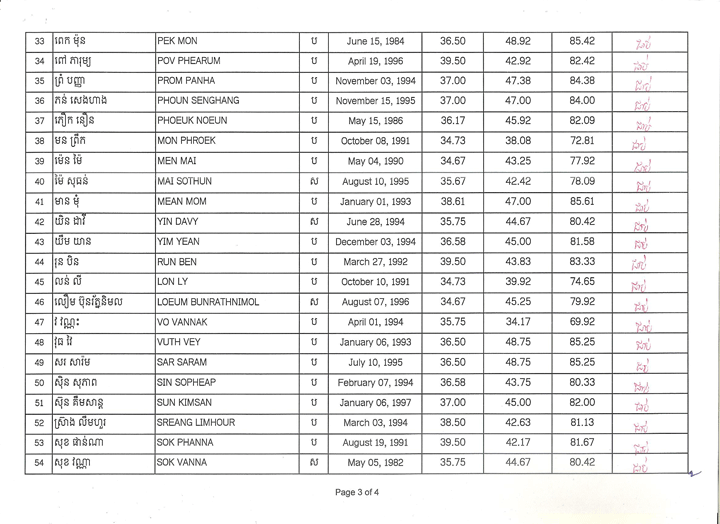 33 ពេក ម៉ុន PEK MON ប June 15, 1984 36.50 48.92 85.42 ជាប់
34 ពៅ ភារុម្យ POV PHEARUM ប April 19, 1996 39.50 42.92 82.42 ជាប់
35 ព្រំ បញ្ញា PROM PANHA ប November 03, 1994 37.00 47.38 84.38 ជាប់
36 ភន់ សេងហាង PHOUN SENGHANG ប November 15, 1995 37.00 47.00 84.00 ជាប់
37 ភឿក នឿន PHOEUK NOEUN ប May 15, 1986 36.17 45.92 82.09 ជាប់
38 មន ព្រឹក MON PHROEK ប October 08, 1991 34.73 38.08 72.81 ជាប់
39 ម៉េន ម៉ៃ MEN MAI ប May 04, 1990 34.67 43.25 77.92 ជាប់
40 ម៉ៃ សុធន់ MAI SOTHUN ស August 10, 1995 35.67 42.42 78.09 ជាប់
41 មាន មុំ MEAN MOM ប January 01, 1993 38.61 47.00 85.61 ជាប់
42 យិន ដាវី YIN DAVY ស June 28, 1994 35.75 44.67 80.42 ជាប់
43 យឹម យាន YIM YEAN ប December 03, 1994 36.58 45.00 81.58 ជាប់
44 រុន បិន RUN BEN ប March 27, 1992 39.50 43.83 83.33 ជាប់
45 លន់ លី LON LY ប October 10, 1991 34.73 39.92 74.65 ជាប់
46 លឿម ប៊ុនរ័ត្ននិមល LOEUM BUNRATHNIMOL ស August 07, 1996 34.67 45.25 79.92 ជាប់
47 វ វណ្ណះ VO VANNAK ប April 01, 1994 35.75 34.17 69.92 ជាប់
48 វុធ វៃ VUTH VEY ប January 06, 1993 36.50 48.75 85.25 ជាប់
49 សរ សារ៉ម SAR SARAM ប July 10, 1995 36.50 48.75 85.25 ជាប់
50 ស៊ិន សុភាព SIN SOPHEAP ប February 07, 1994 36.58 43.75 80.33 ជាប់
51 ស៊ុន គឹមសាន្ត SUN KIMSAN ប January 06, 1997 37.00 45.00 82.00 ជាប់
52 ស្រ៊ាង លីមហួរ SREANG LIMHOUR ប March 03, 1994 38.50 42.63 81.13 ជាប់
53 សុខ ផាន់ណា SOK PHANNA ប August 19, 1991 39.50 42.17 81.67 ជាប់
54 សុខ វណ្ណា SOK VANNA ស May 05, 1982 35.75 44.67 80.42 ជាប់
Page 3 of 4